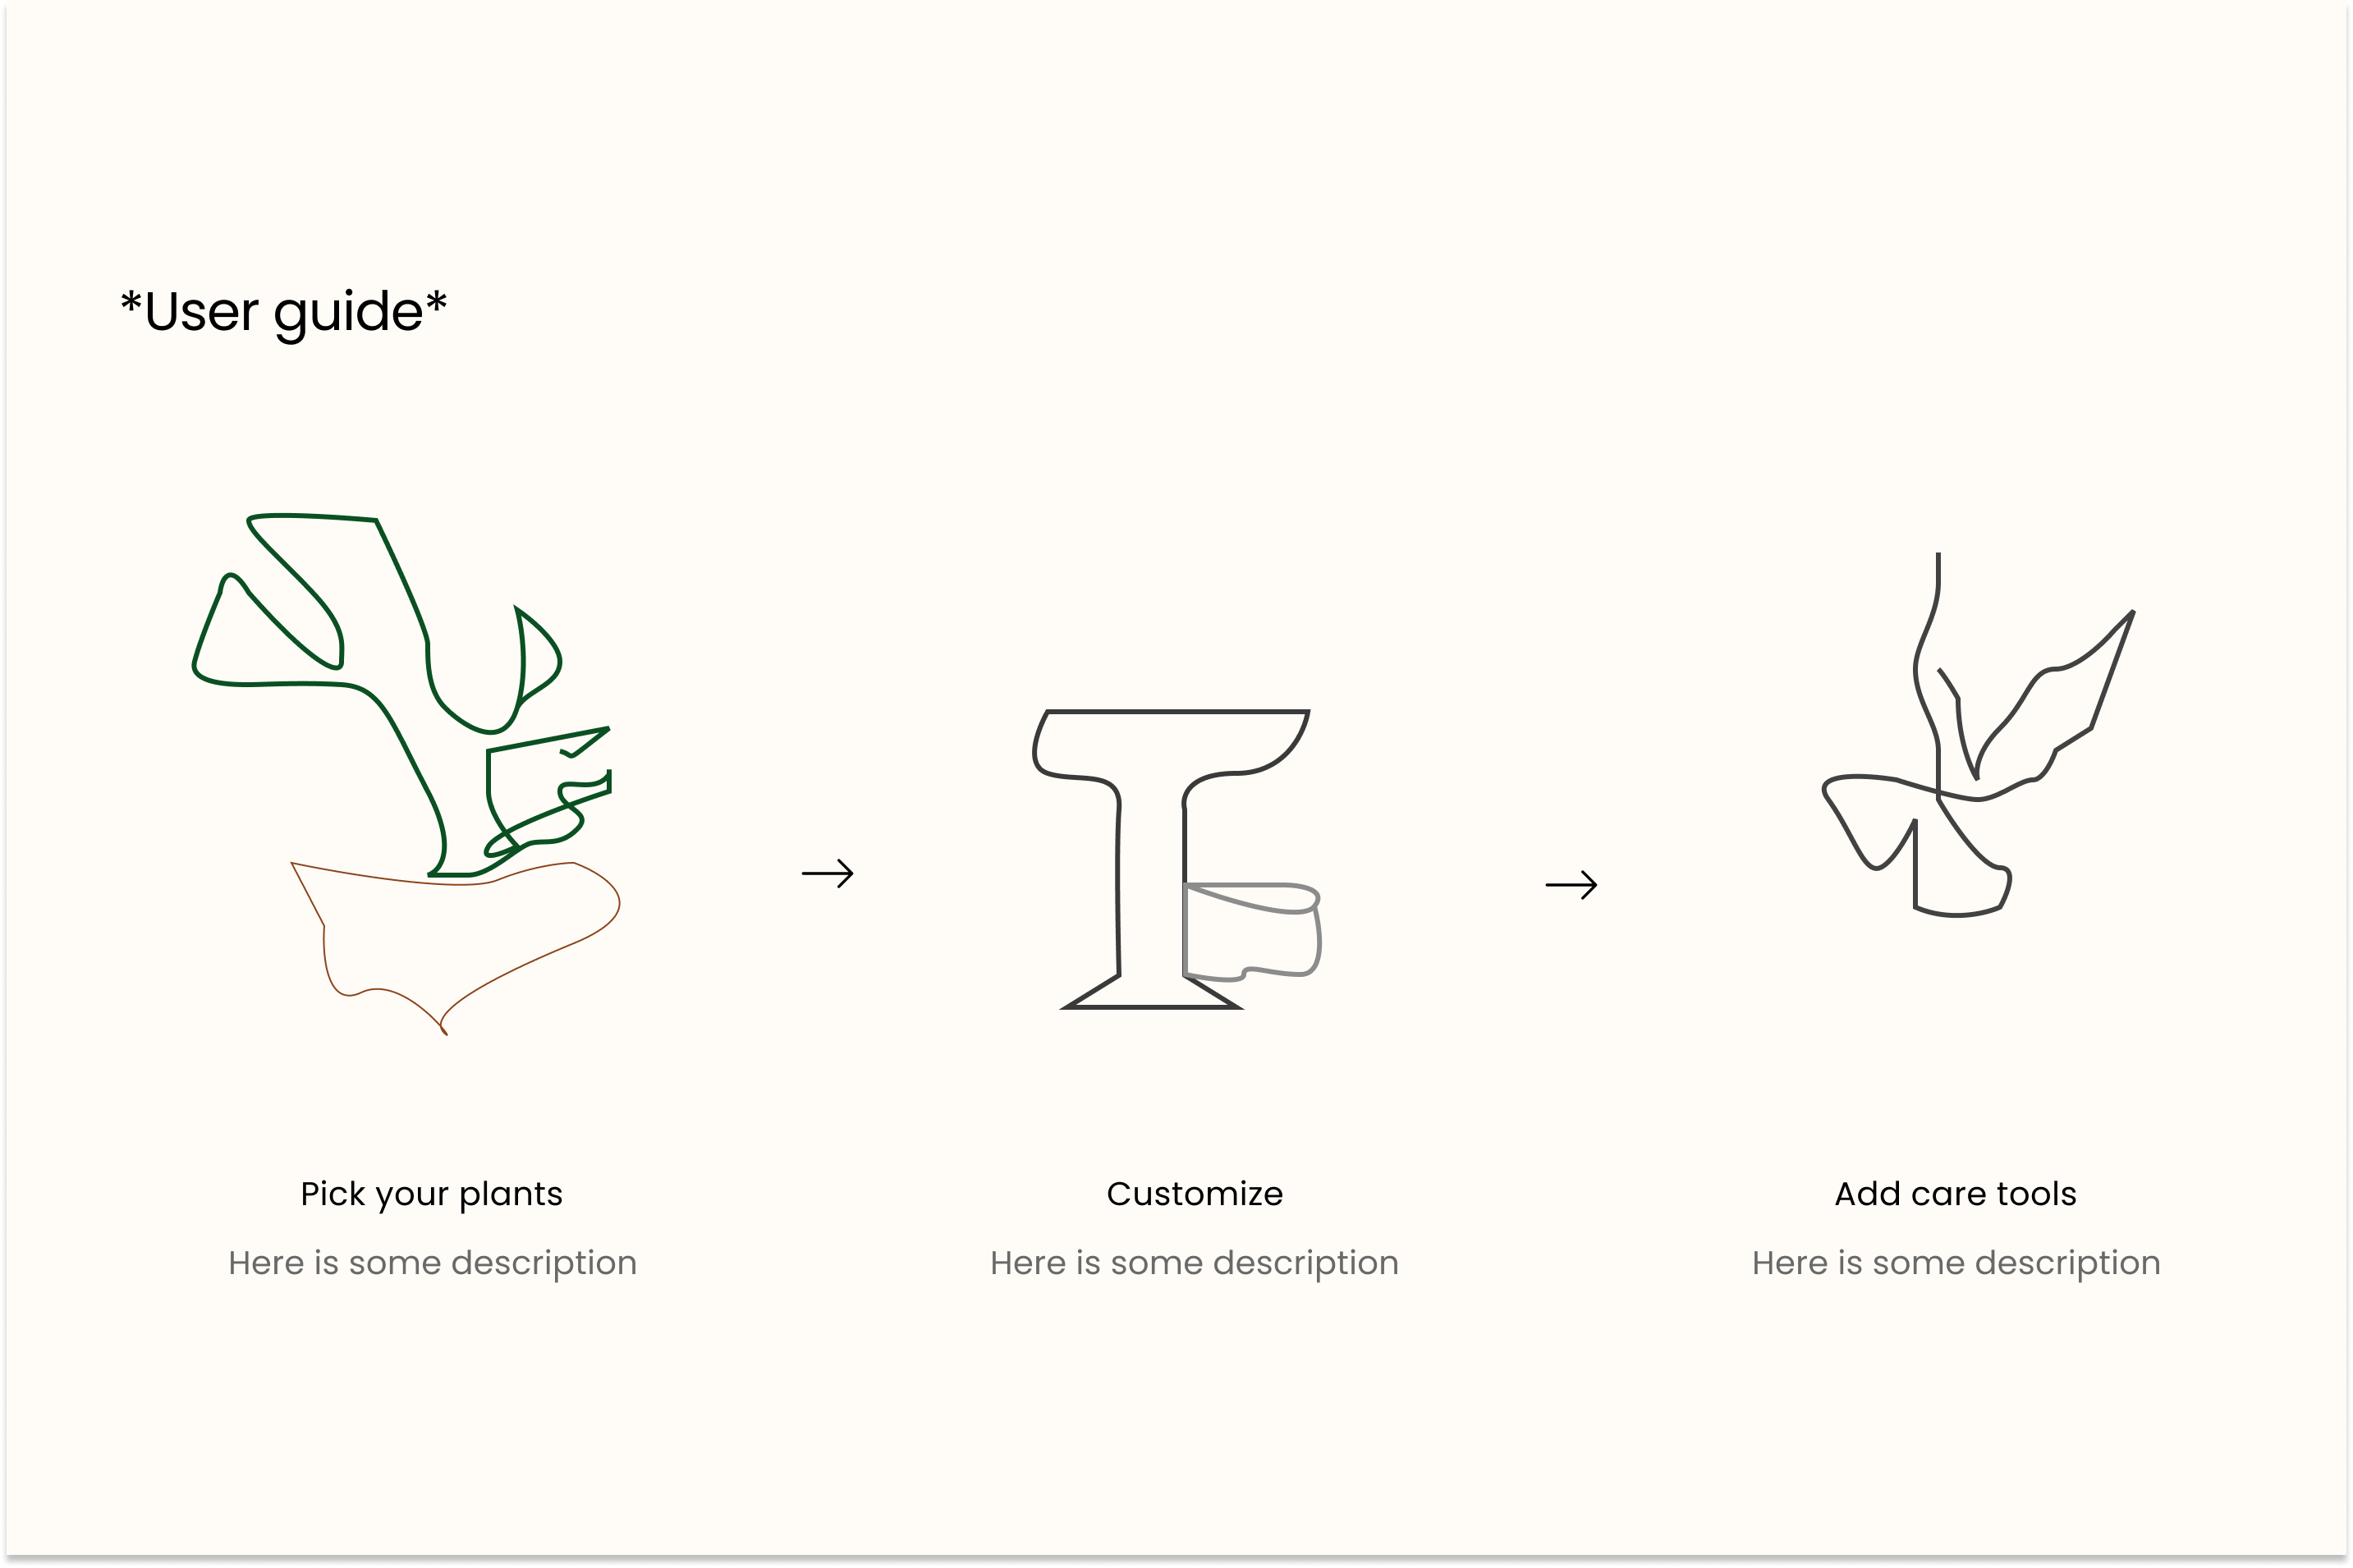 *User guide*
Pick your plants
Here is some description
Customize
Here is some description
Add care tools
Here is some description